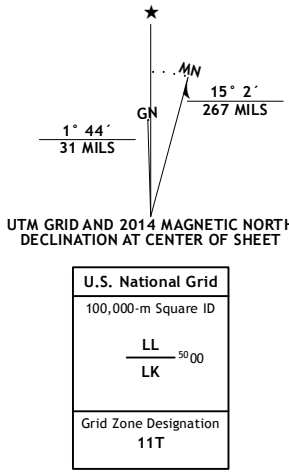 ★
MN
GN
15° 2´
267 MILS
1° 44´
31 MILS
UTM GRID AND 2014 MAGNETIC NORTH
DECLINATION AT CENTER OF SHEET
U.S. National Grid
100,000-m Square ID
LL
5000
LK
Grid Zone Designation
11T